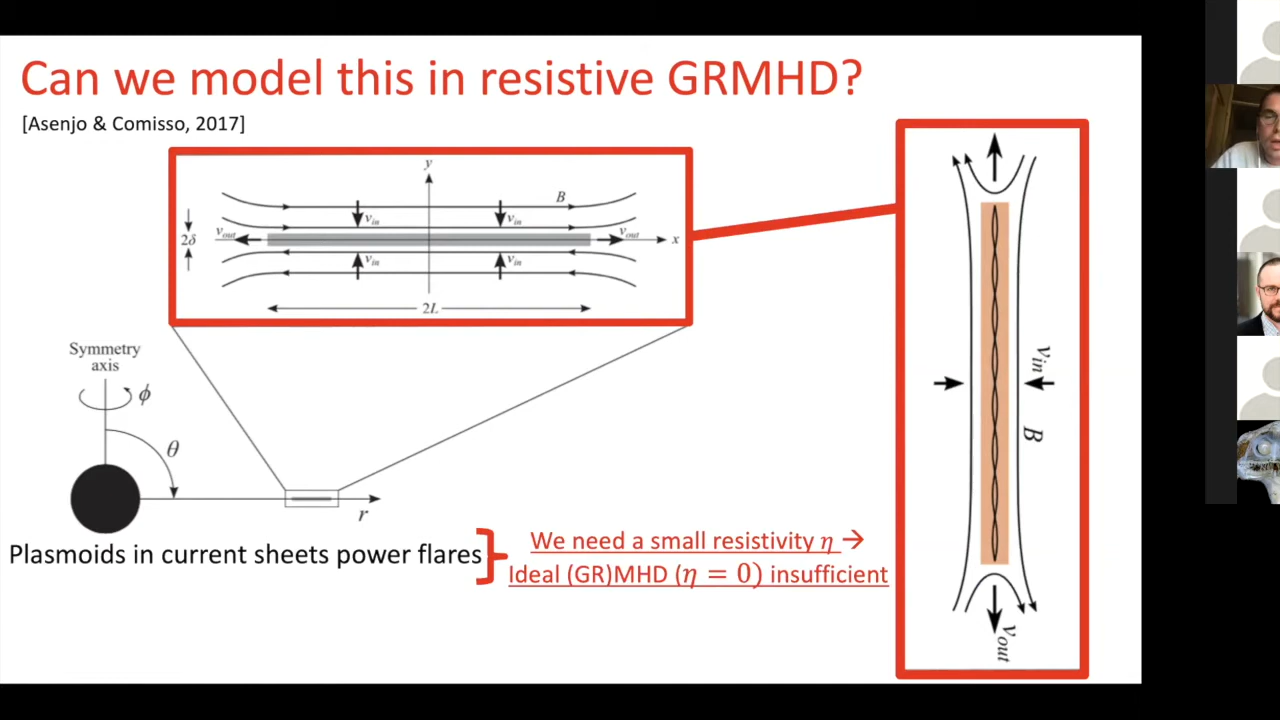 Can we model this in resistive GRMHD?
[Asenjo & Comisso, 2017]
y
B
v_in
v_in
2δ
v_out
v_out
x
v_in
v_in
2L
Symmetry
axis
ϕ
θ
r
Plasmoids in current sheets power flares
We need a small resistivity η →
Ideal (GR)MHD (η = 0) insufficient
v_in
B
v_out